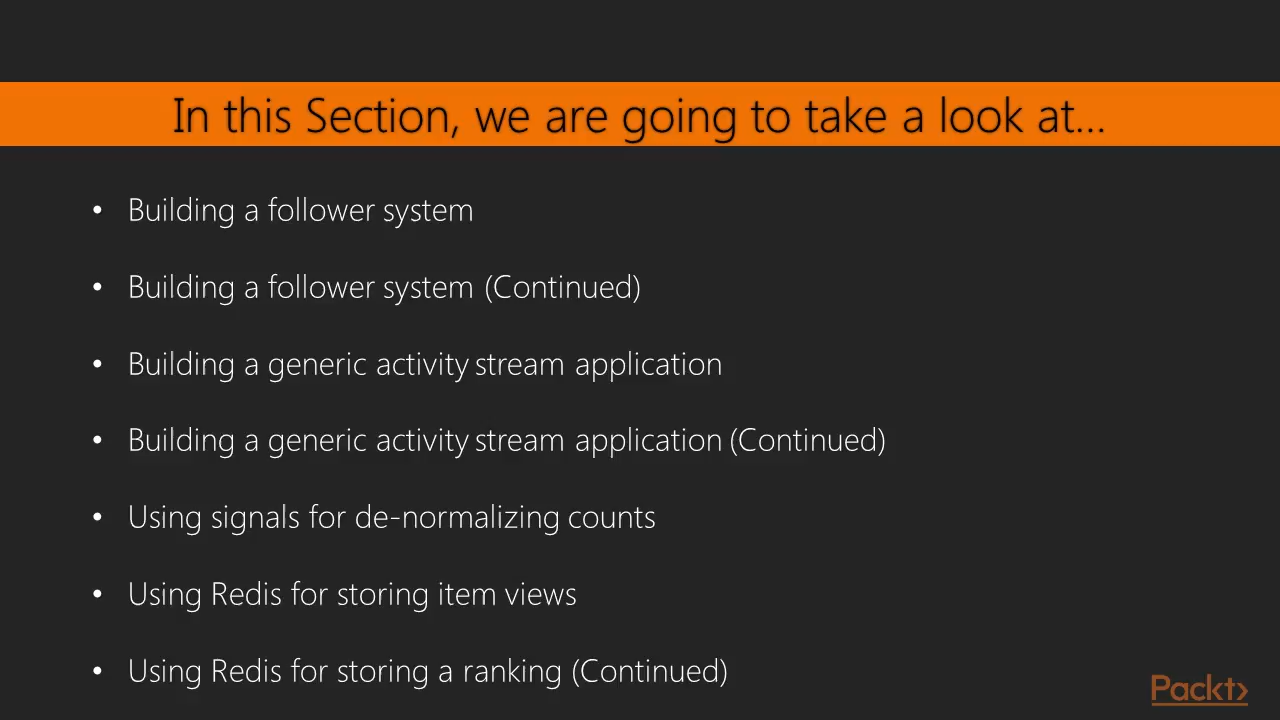 In this Section, we are going to take a look at...
• Building a follower system
• Building a follower system (Continued)
• Building a generic activity stream application
• Building a generic activity stream application (Continued)
• Using signals for de-normalizing counts
• Using Redis for storing item views
• Using Redis for storing a ranking (Continued)
Packt>